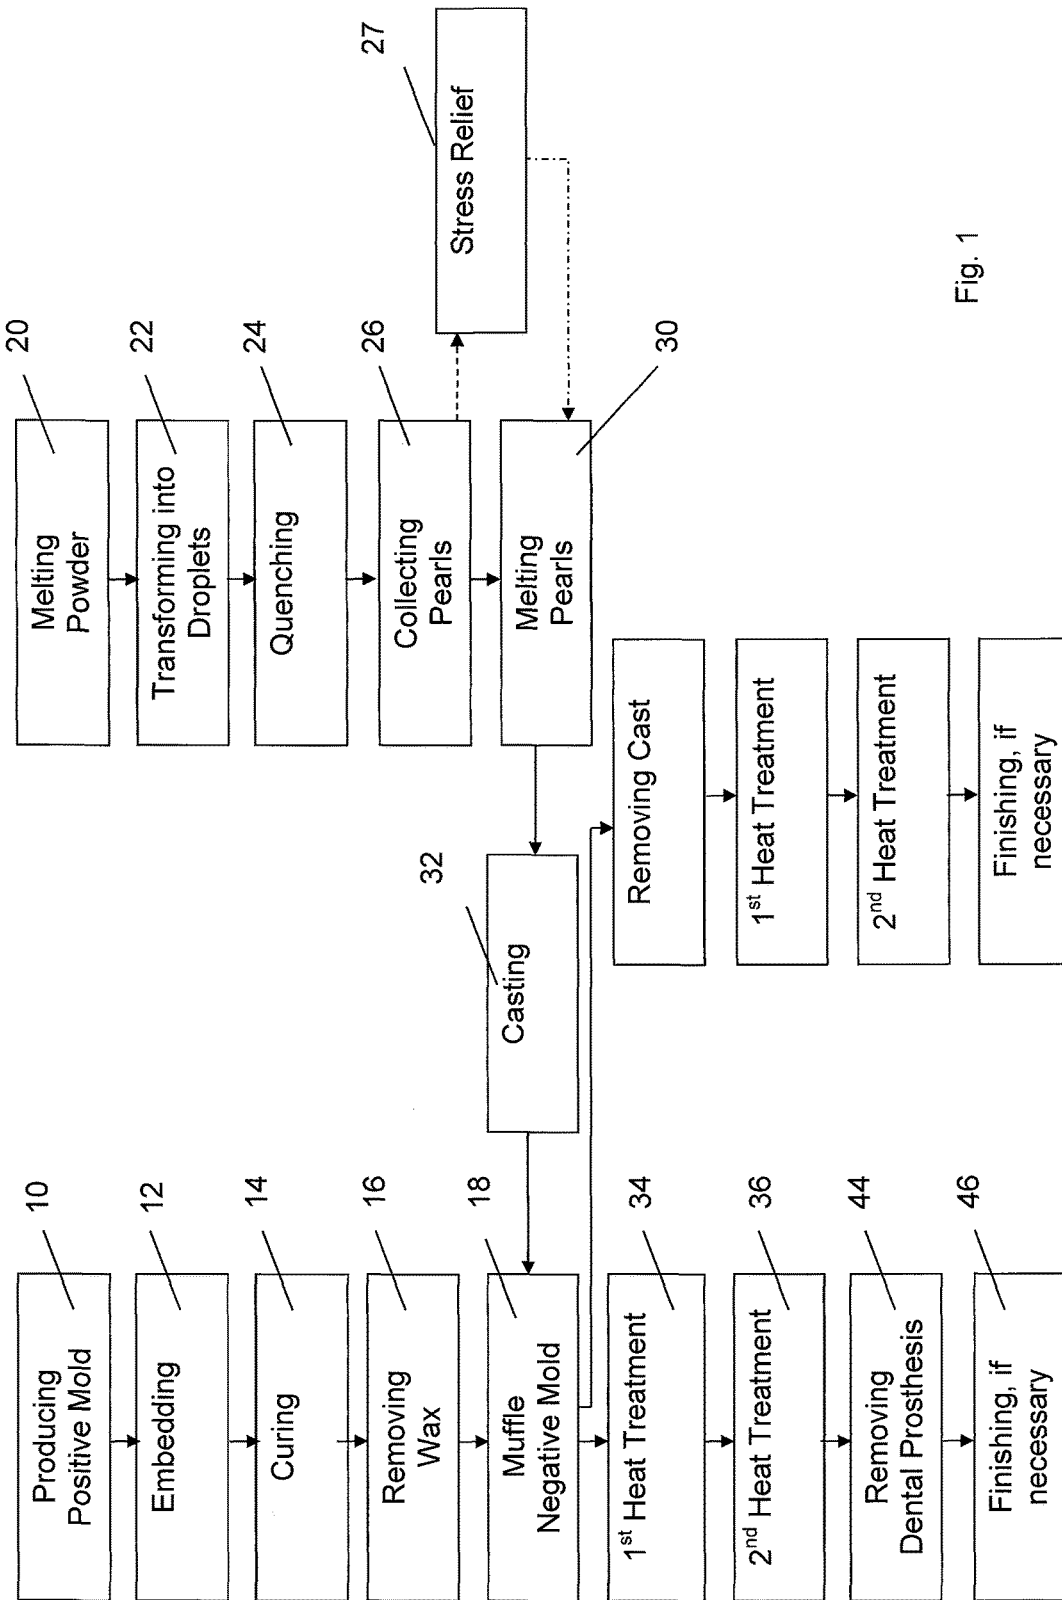 10
Producing
Positive Mold
12
Embedding
14
Curing
16
Removing
Wax
18
Muffle
Negative Mold
34
1st Heat Treatment
36
2nd Heat Treatment
44
Removing
Dental Prosthesis
46
Finishing, if
necessary
32
Casting
20
Melting
Powder
22
Transforming into
Droplets
24
Quenching
26
Collecting
Pearls
30
Melting
Pearls
27
Stress Relief
Removing Cast
1st Heat Treatment
2nd Heat Treatment
Finishing, if
necessary
Fig. 1